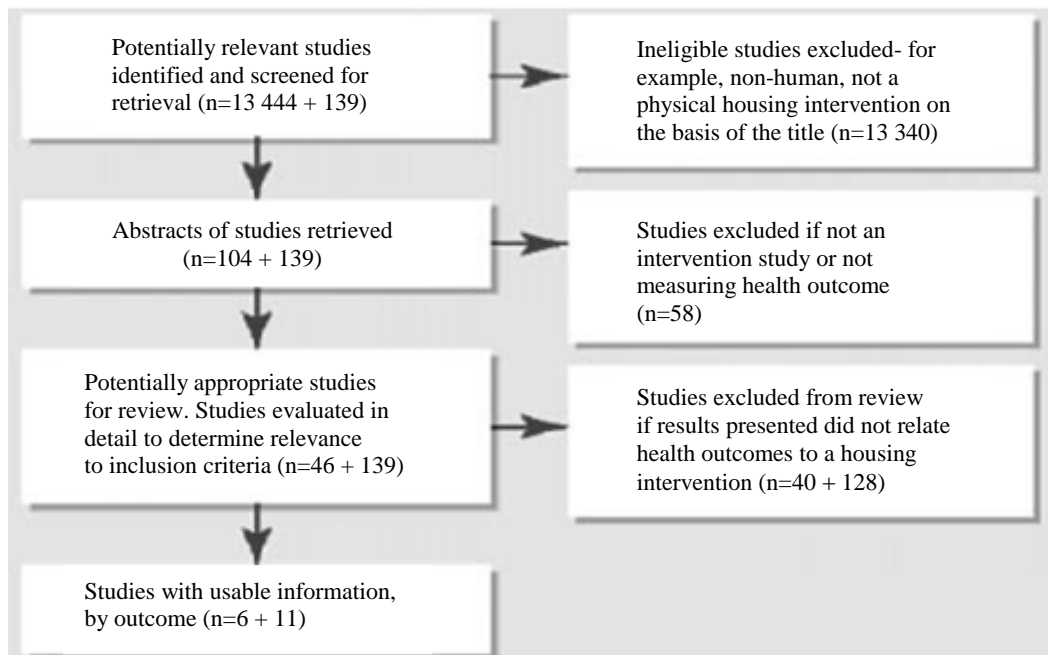 Potentially relevant studies
identified and screened for
retrieval (n=13 444 + 139)
Ineligible studies excluded- for
example, non-human, not a
physical housing intervention on
the basis of the title (n=13 340)
Abstracts of studies retrieved
(n=104 + 139)
Studies excluded if not an
intervention study or not
measuring health outcome
(n=58)
Potentially appropriate studies
for review. Studies evaluated in
detail to determine relevance
to inclusion criteria (n=46 + 139)
Studies excluded from review
if results presented did not relate
health outcomes to a housing
intervention (n=40 + 128)
Studies with usable information,
by outcome (n=6 + 11)